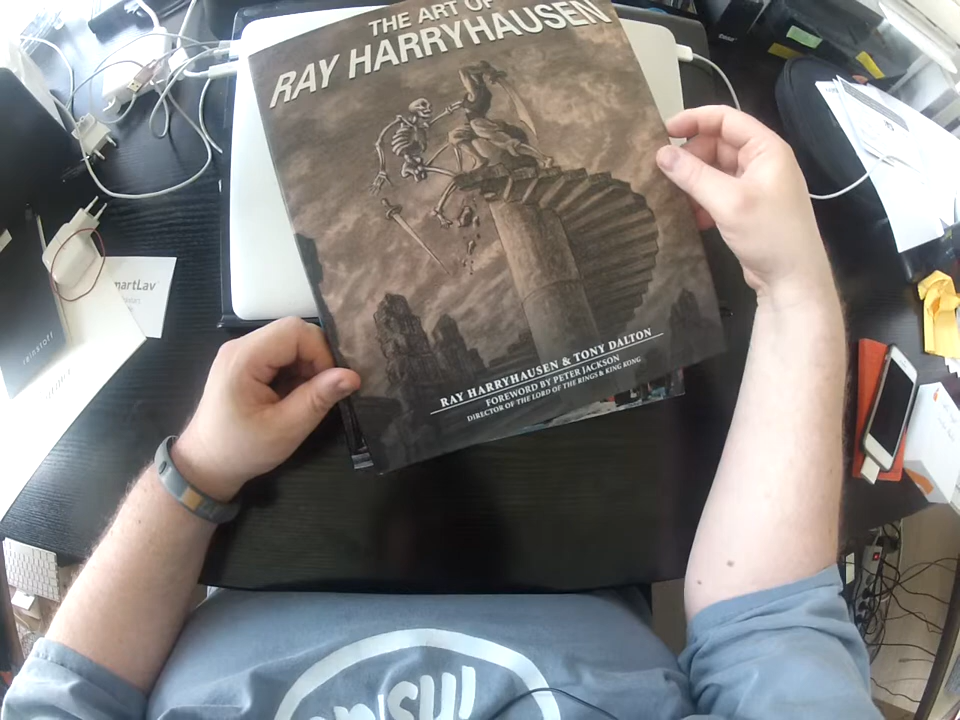 THE ART OF
RAY HARRYHAUSEN
RAY HARRYHAUSEN & TONY DALTON
FOREWORD BY PETER JACKSON
DIRECTOR OF THE LORD OF THE RINGS & KING KONG
martLav